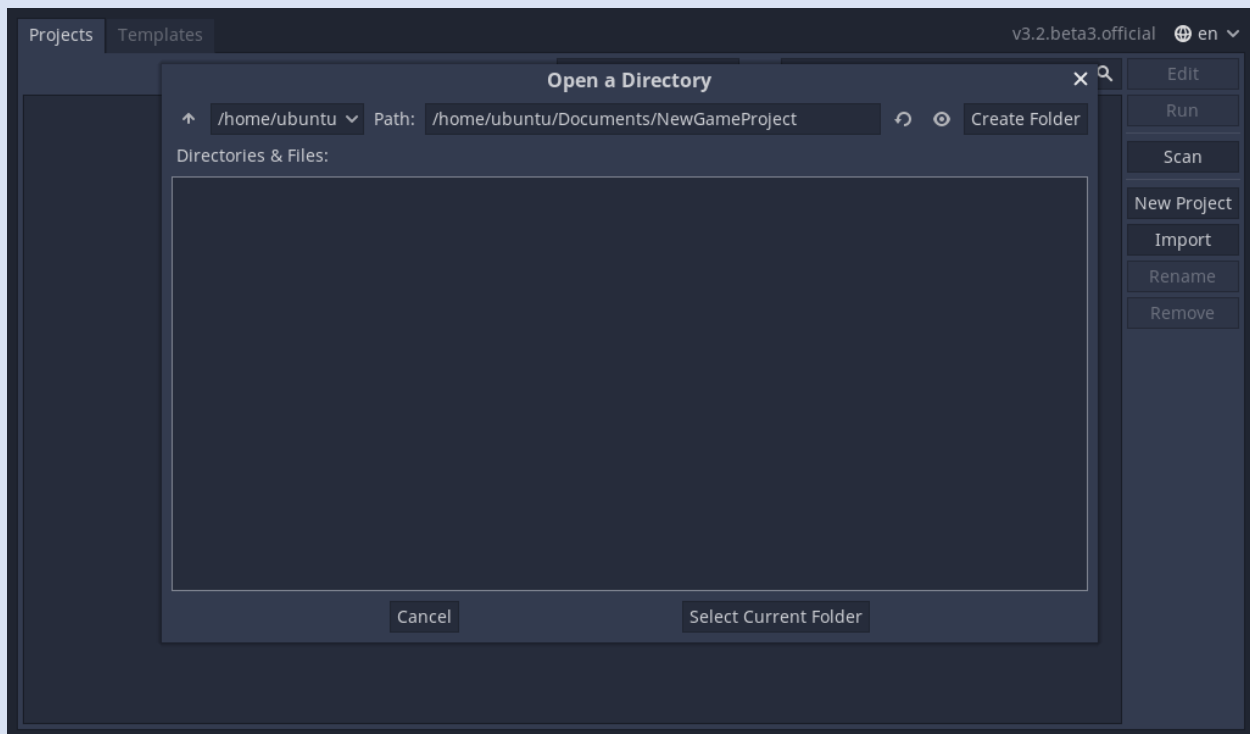 Projects Templates v3.2.beta3.official en
Open a Directory Edit
/home/ubuntu Path: /home/ubuntu/Documents/NewGameProject Create Folder Run
Directories & Files: Scan
New Project
Import
Rename
Remove
Cancel Select Current Folder